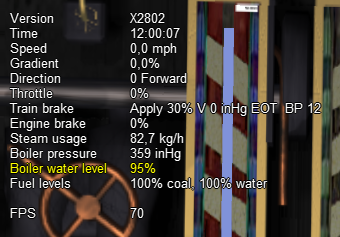 Version X2802
Time 12:00:07
Speed 0,0 mph
Gradient 0,0%
Direction 0 Forward
Throttle 0%
Train brake Apply 30% V 0 inHg EOT BP 12
Engine brake 0%
Steam usage 82,7 kg/h
Boiler pressure 359 inHg
Boiler water level 95%
Fuel levels 100% coal, 100% water
FPS 70